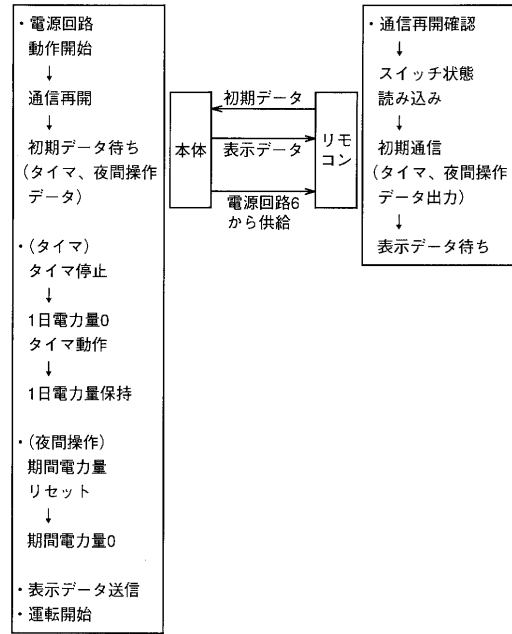 ・電源回路
動作開始
↓
通信再開
↓
初期データ待ち
(タイマ、夜間操作
データ)
・(タイマ)
タイマ停止
↓
1日電力量0
タイマ動作
↓
1日電力量保持
・(夜間操作)
期間電力量
リセット
↓
期間電力量0
・表示データ送信
・運転開始
本体
初期データ
表示データ
電源回路6
から供給
リモ
コン
・通信再開確認
↓
スイッチ状態
読み込み
↓
初期通信
(タイマ、夜間操作
データ出力)
↓
表示データ待ち